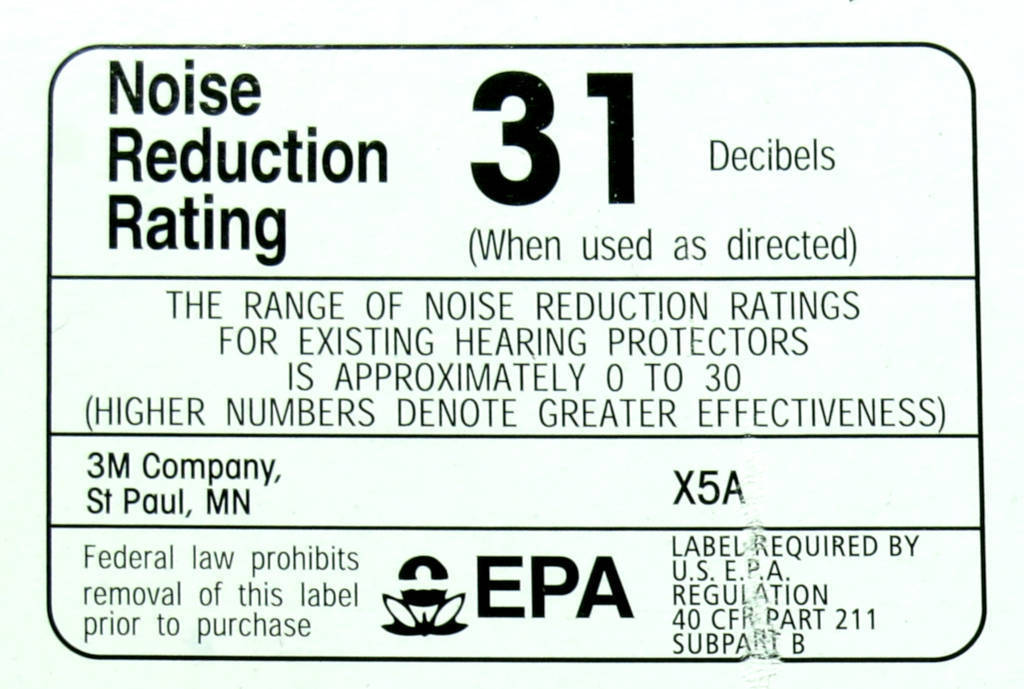 Noise
Reduction
Rating
31 Decibels
(When used as directed)
THE RANGE OF NOISE REDUCTION RATINGS
FOR EXISTING HEARING PROTECTORS
IS APPROXIMATELY 0 TO 30
(HIGHER NUMBERS DENOTE GREATER EFFECTIVENESS)
3M Company,
St Paul, MN
X5A
Federal law prohibits
removal of this label
prior to purchase
EPA
LABEL REQUIRED BY
U.S. E.P.A.
REGULATION
40 CFR PART 211
SUBPART B